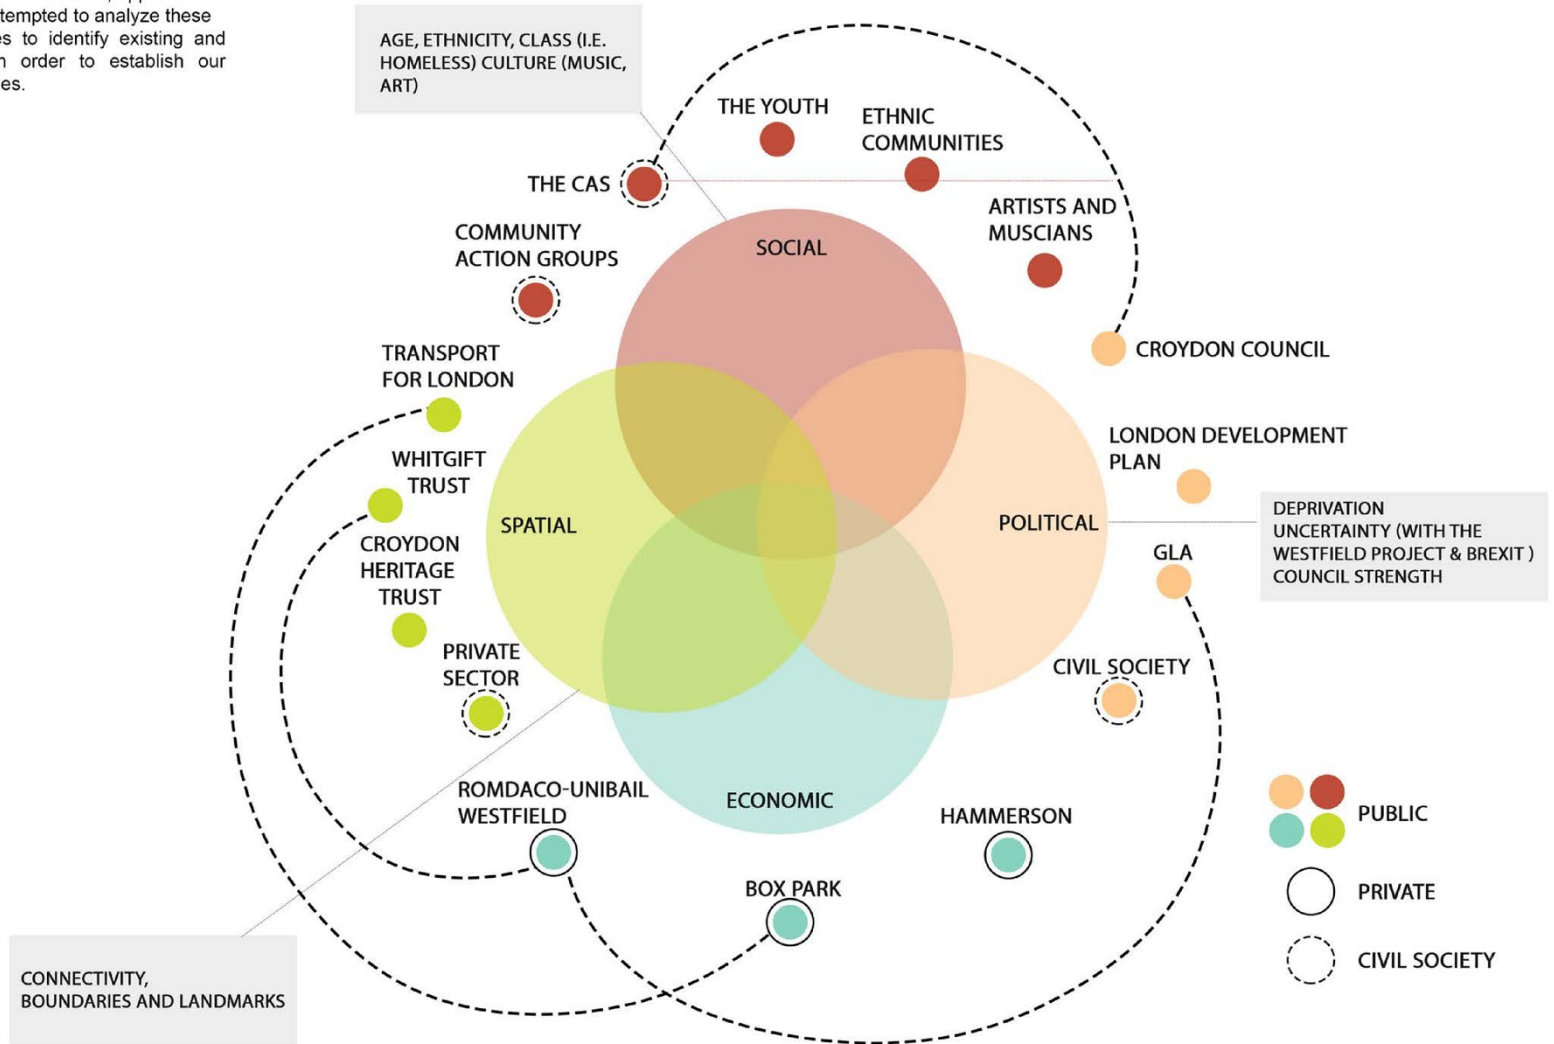 tempted to analyze these
es to identify existing and
order to establish our
es.
AGE, ETHNICITY, CLASS (I.E.
HOMELESS) CULTURE (MUSIC,
ART)
THE YOUTH
ETHNIC
COMMUNITIES
THE CAS
ARTISTS AND
MUSCIANS
COMMUNITY
ACTION GROUPS
SOCIAL
TRANSPORT
FOR LONDON
CROYDON COUNCIL
WHITGIFT
TRUST
LONDON DEVELOPMENT
PLAN
CROYDON
HERITAGE
TRUST
SPATIAL
POLITICAL
DEPRIVATION
UNCERTAINTY (WITH THE
WESTFIELD PROJECT & BREXIT )
COUNCIL STRENGTH
GLA
PRIVATE
SECTOR
CIVIL SOCIETY
ROMDACO-UNIBAIL
WESTFIELD
ECONOMIC
HAMMERSON
BOX PARK
PUBLIC
PRIVATE
CIVIL SOCIETY
CONNECTIVITY,
BOUNDARIES AND LANDMARKS